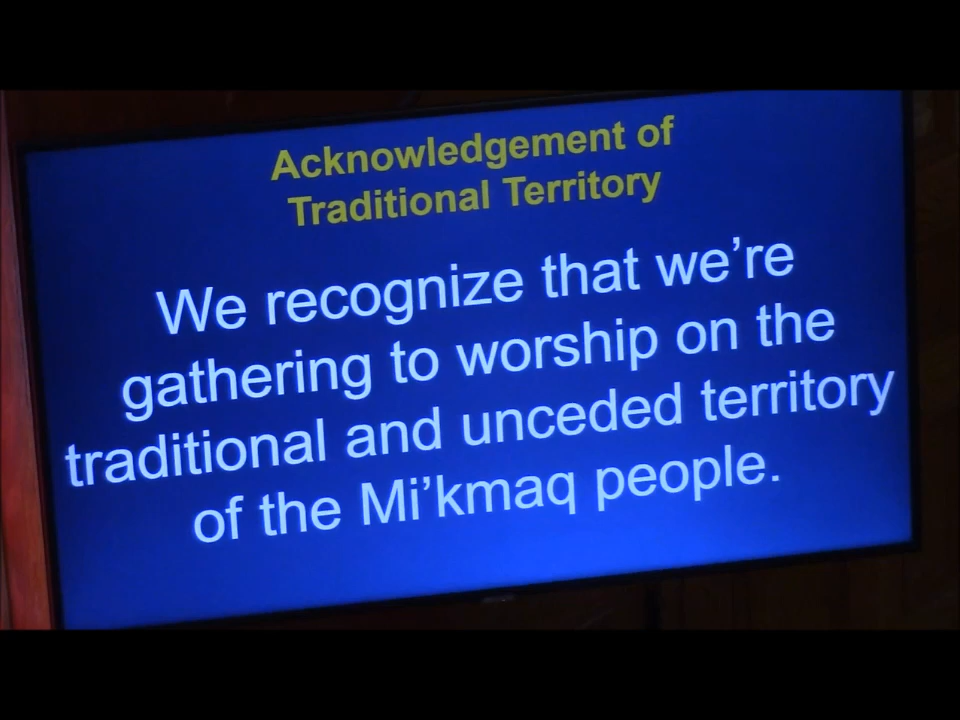 Acknowledgement of
Traditional Territory
We recognize that we’re
gathering to worship on the
traditional and unceded territory
of the Mi’kmaq people.